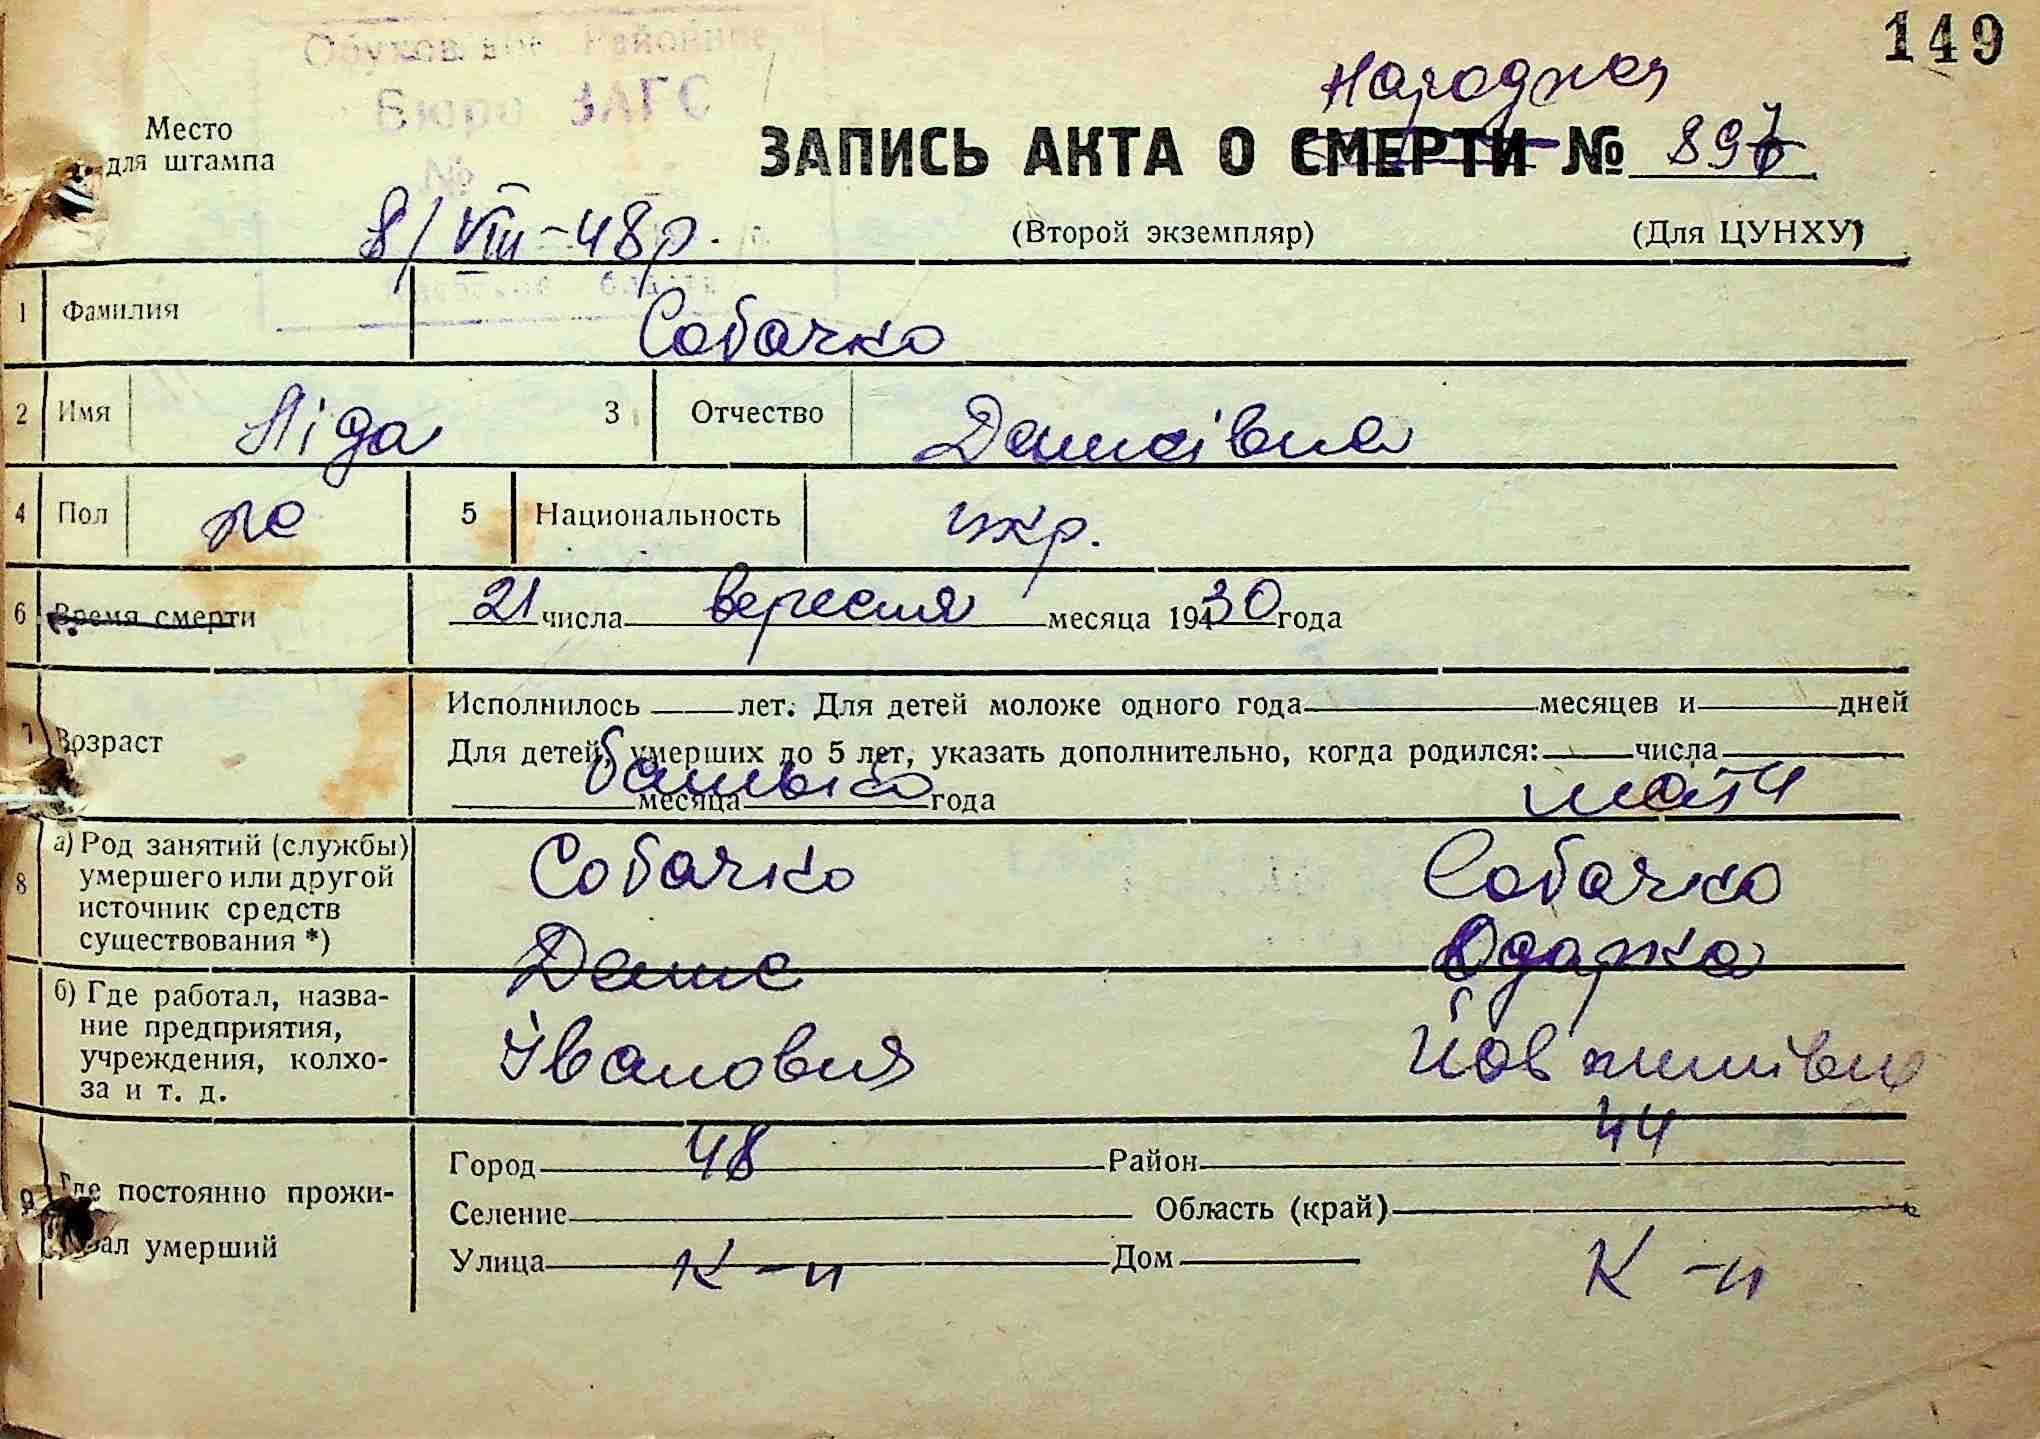 149
Обуховское Районное
Бюро ЗАГС
№
Место
для штампа
8/VIII-48р.
Народжен
ЗАПИСЬ АКТА О СМЕРТИ № 897
(Второй экземпляр) (Для ЦУНХУ)
1 Фамилия Собачко
2 Имя Ліда 3 Отчество Данисівна
4 Пол жо 5 Национальность укр.
6 Время смерти 21 числа вересня месяца 1930 года
7 Возраст Исполнилось лет. Для детей моложе одного года месяцев и дней
Для детей, умерших до 5 лет, указать дополнительно, когда родился: числа
месяца года
батько мати
8 а) Род занятий (службы)
умершего или другой
источник средств
существования *)
Собачко Собачко
Данис Одарка
б) Где работал, назва-
ние предприятия,
учреждения, колхо-
за и т. д.
Іванович
48 44
9 Где постоянно прожи-
вал умерший
Город Район
Селение Область (край)
Улица Дом
К-к К-к